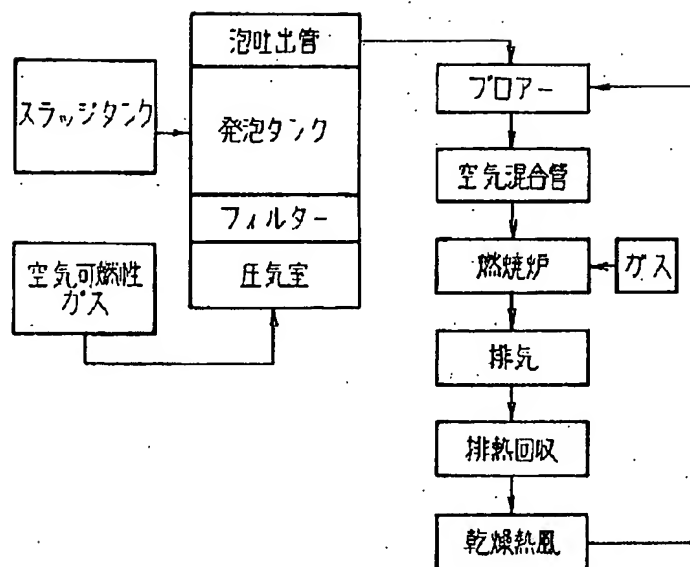 泡吐出管
スラッジタンク
発泡タンク
フィルター
圧気室
空気可燃性
ガス
ブロアー
空気混合管
燃焼炉
ガス
排気
排熱回収
乾燥熱風